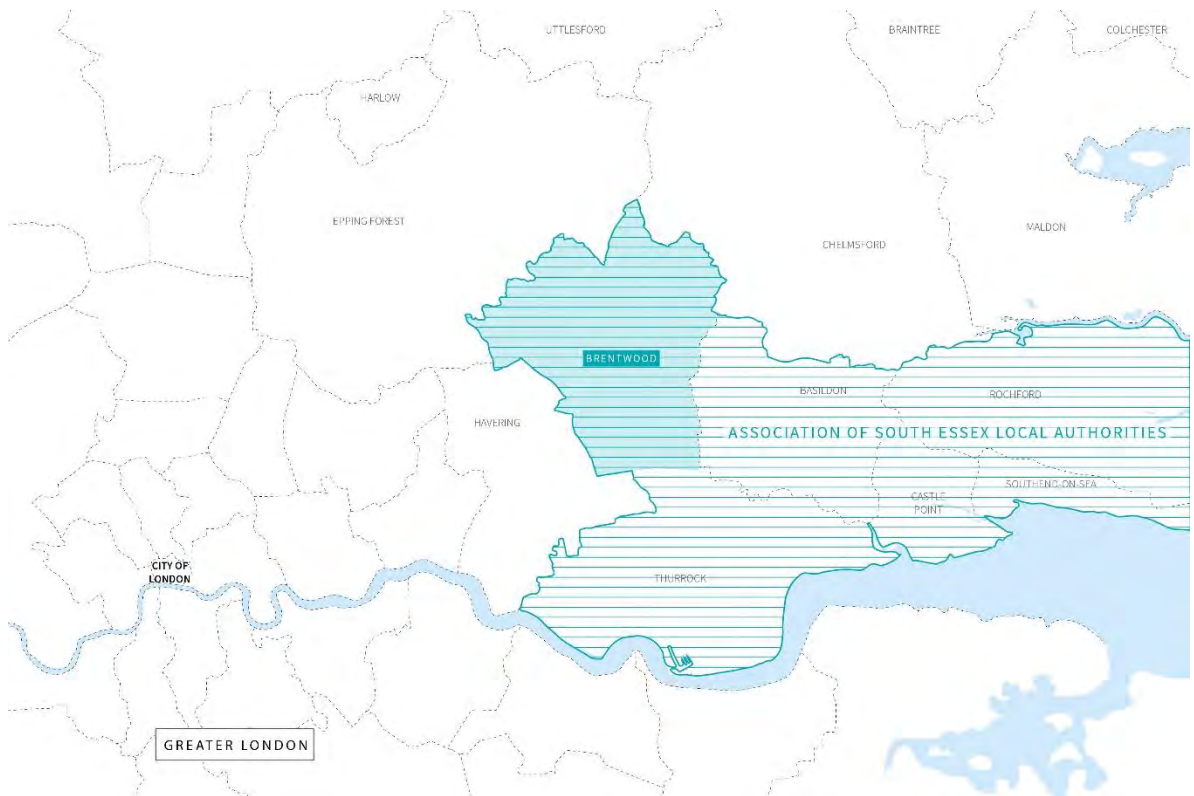 UTTLESFORD
BRAINTREE
COLCHESTER
HARLOW
EPPING FOREST
CHELMSFORD
MALDON
BRENTWOOD
BASILDON
ROCHFORD
HAVERING
ASSOCIATION OF SOUTH ESSEX LOCAL AUTHORITIES
SOUTHEND-ON-SEA
CASTLE
POINT
CITY OF
LONDON
THURROCK
GREATER LONDON